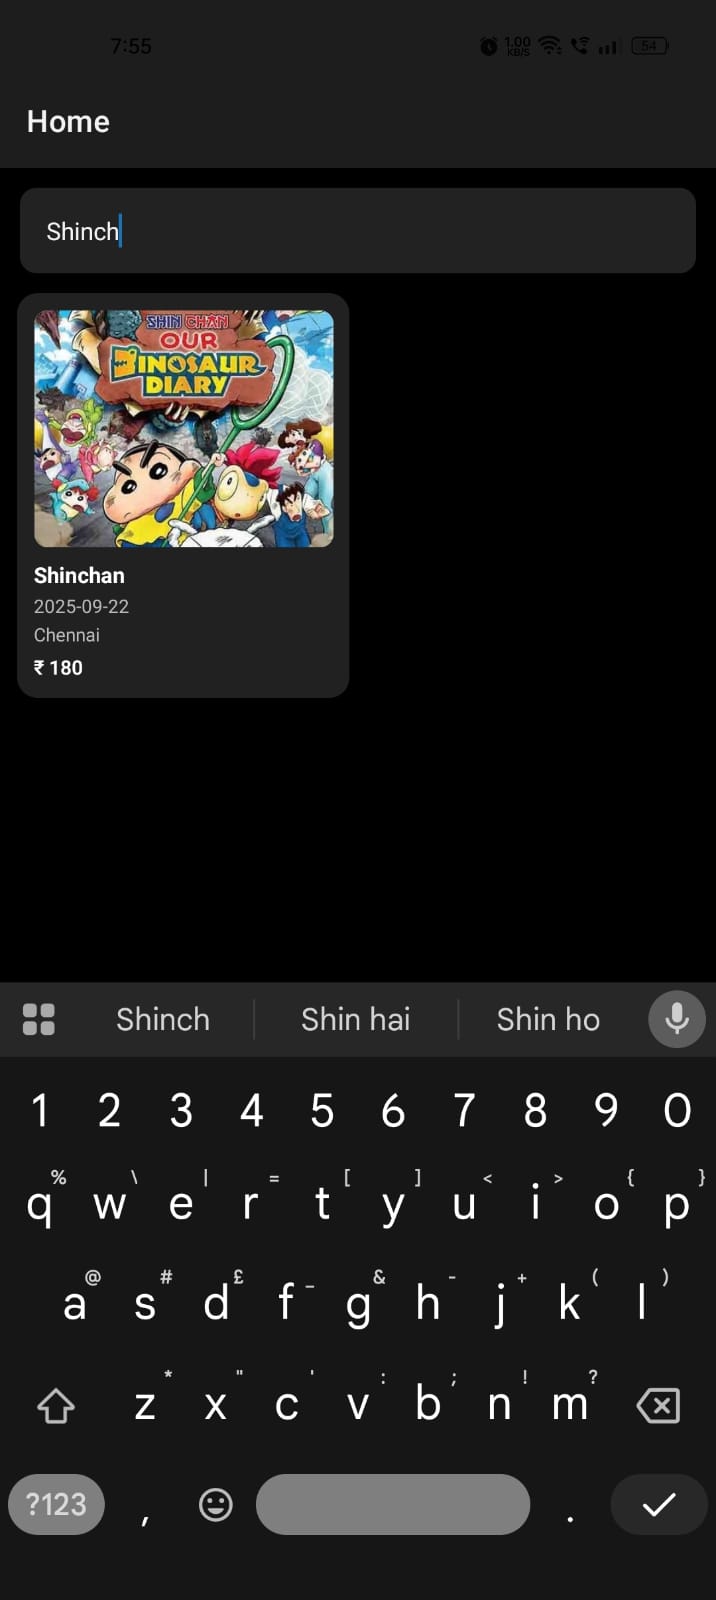 7:55
1.00
KB/S
54
Home
Shinch
SHIN CHAN
OUR
DINOSAUR
DIARY
Shinchan
2025-09-22
Chennai
₹ 180
Shinch Shin hai Shin ho
1 2 3 4 5 6 7 8 9 0
% \ | = [ ] < > { }
q w e r t y u i o p
@ # £ _ & - + ( )
a s d f g h j k l
* " ' : ; ! ?
z x c v b n m
?123 , .